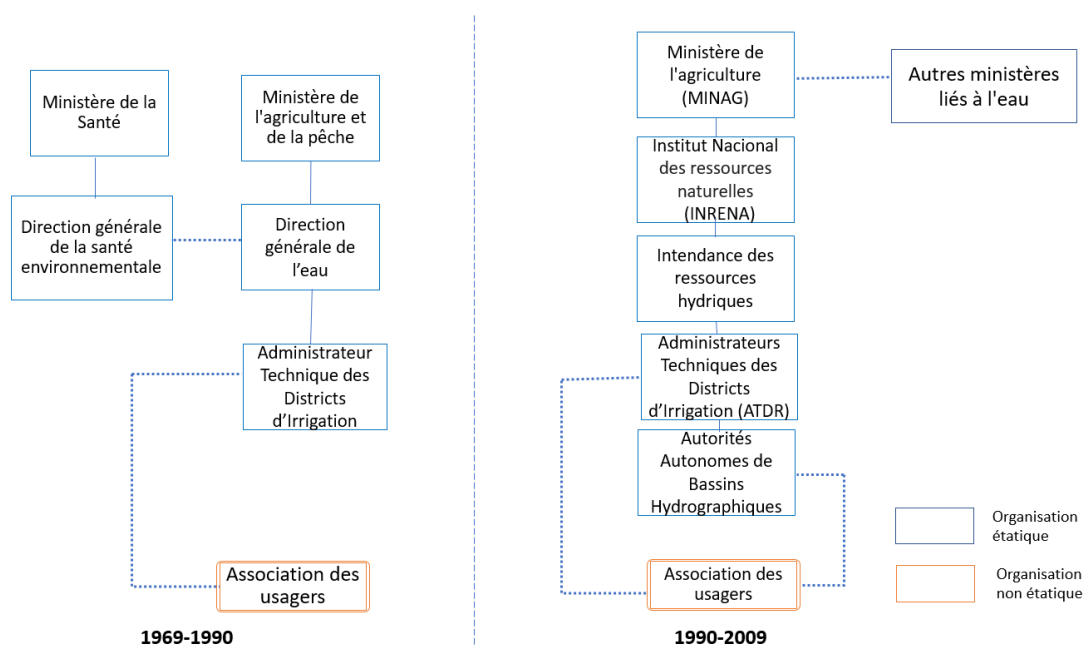 Ministère de la
Santé
Direction générale
de la santé
environnementale
Ministère de
l'agriculture et
de la pêche
Direction
générale de
l’eau
Administrateur
Technique des
Districts
d’Irrigation
Association des
usagers
1969-1990
Ministère de
l'agriculture
(MINAG)
Autres ministères
liés à l'eau
Institut Nacional
des ressources
naturelles
(INRENA)
Intendance des
ressources
hydriques
Administrateurs
Techniques des
Districts
d’Irrigation (ATDR)
Autorités
Autonomes de
Bassins
Hydrographiques
Association des
usagers
1990-2009
Organisation
étatique
Organisation
non étatique